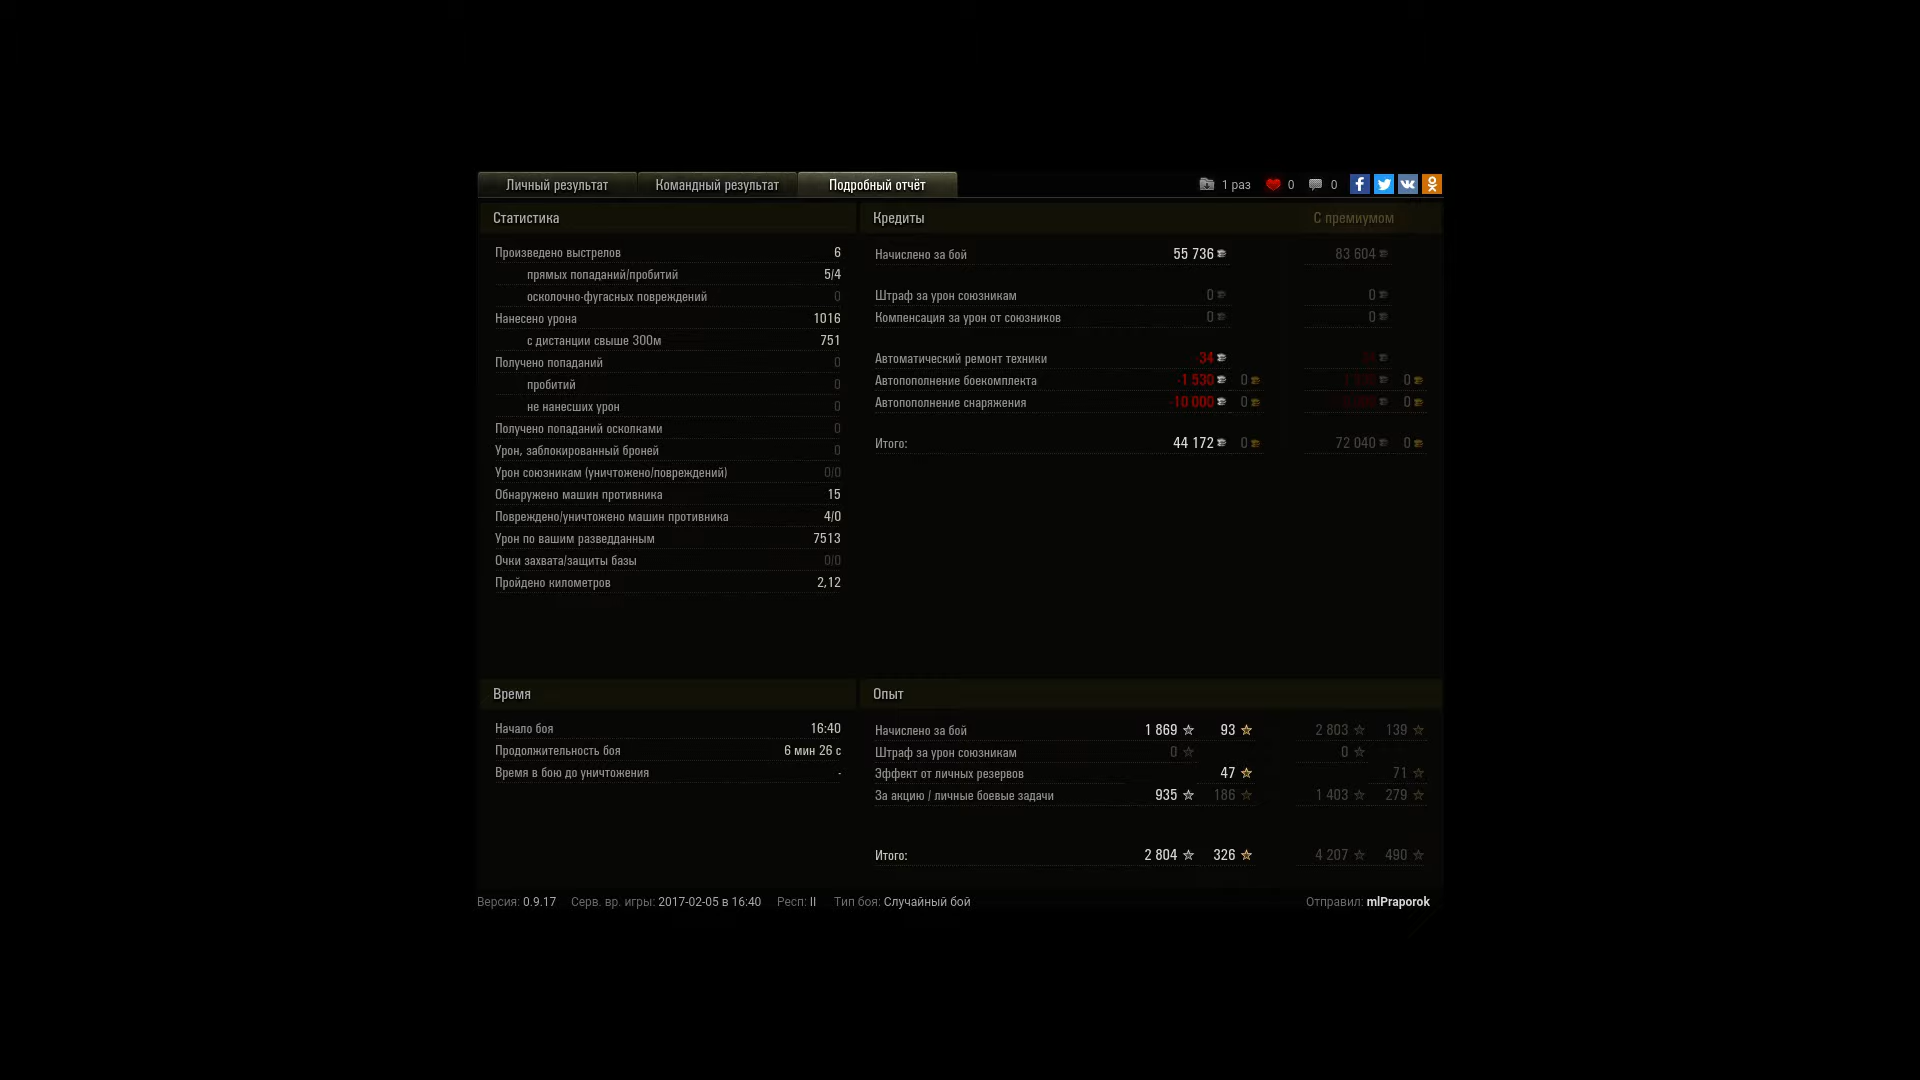 Личный результат Командный результат Подробный отчёт 1 раз 0 0
Статистика
Произведено выстрелов 6
прямых попаданий/пробитий 5/4
осколочно-фугасных повреждений 0
Нанесено урона 1016
с дистанции свыше 300м 751
Получено попаданий 0
пробитий 0
не нанесших урон 0
Получено попаданий осколками 0
Урон, заблокированный броней 0
Урон союзникам (уничтожено/повреждений) 0/0
Обнаружено машин противника 15
Повреждено/уничтожено машин противника 4/0
Урон по вашим разведданным 7513
Очки захвата/защиты базы 0/0
Пройдено километров 2,12
Кредиты С премиумом
Начислено за бой 55 736 83 604
Штраф за урон союзникам 0 0
Компенсация за урон от союзников 0 0
Автоматический ремонт техники -34
Автопополнение боекомплекта -1 530 0 0
Автопополнение снаряжения -10 000 0 0
Итого: 44 172 0 72 040 0
Время
Начало боя 16:40
Продолжительность боя 6 мин 26 с
Время в бою до уничтожения -
Опыт
Начислено за бой 1 869 93 2 803 139
Штраф за урон союзникам 0 0
Эффект от личных резервов 47 71
За акцию / личные боевые задачи 935 186 1 403 279
Итого: 2 804 326 4 207 490
Версия: 0.9.17 Серв. вр. игры: 2017-02-05 в 16:40 Респ: II Тип боя: Случайный бой Отправил: mlPraporok